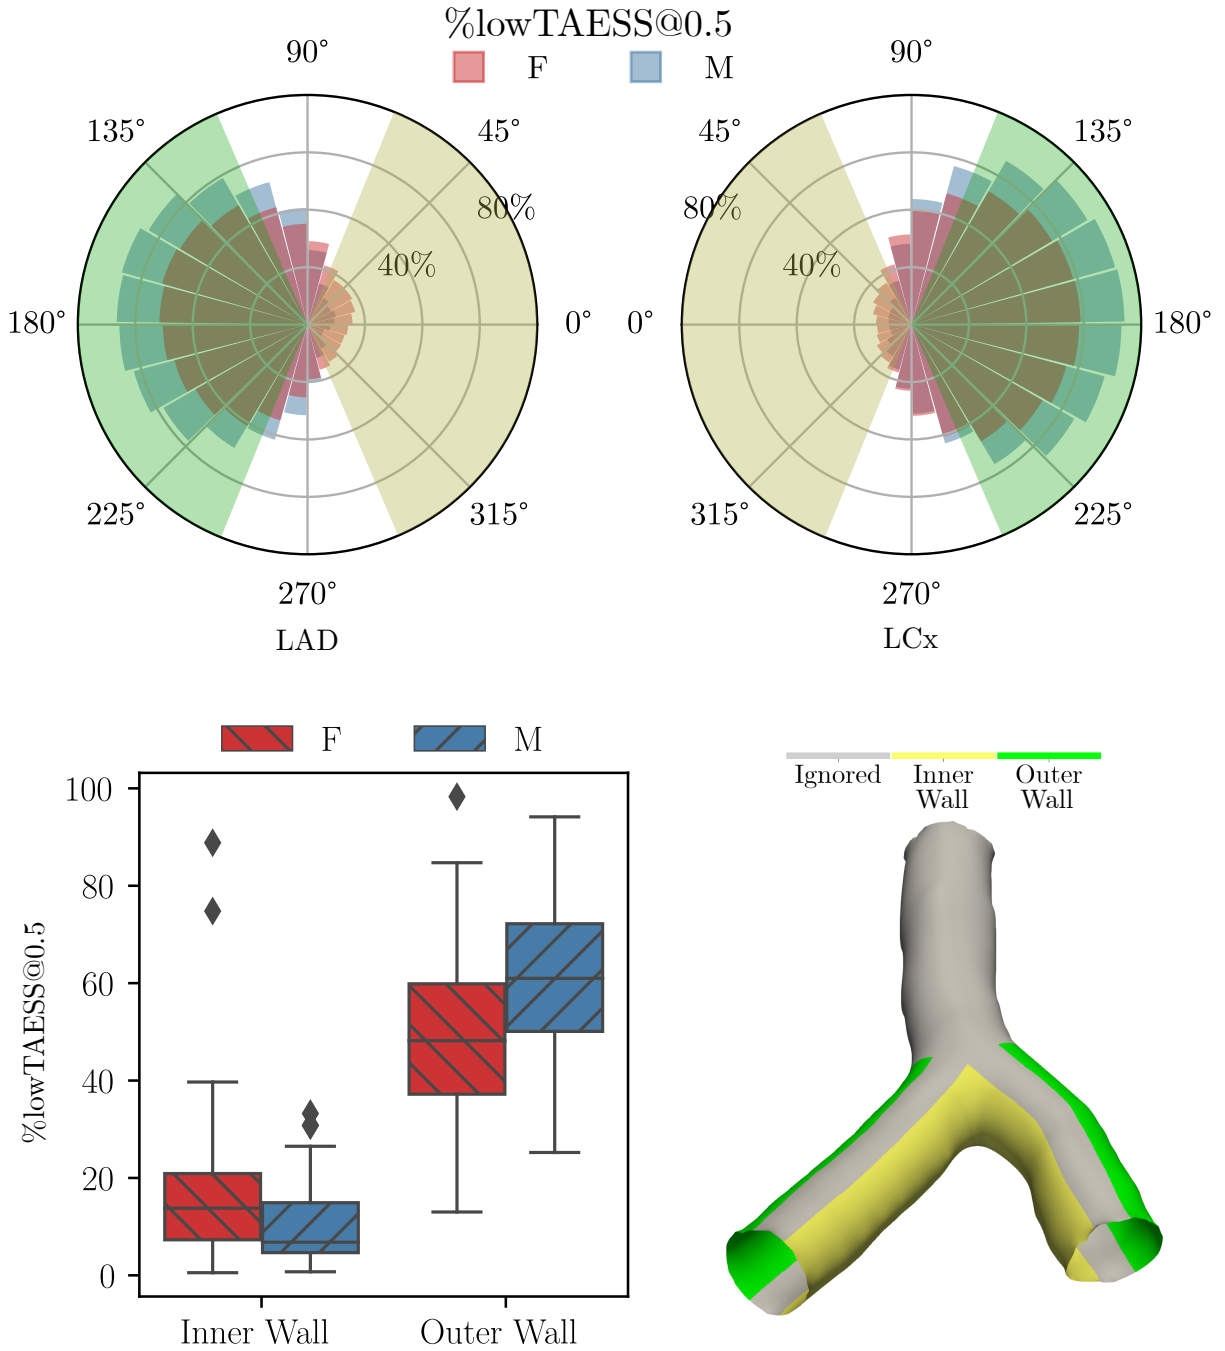 %lowTAESS@0.5
F M
90°
135° 45°
80%
40%
180° 0°
225° 315°
270°
LAD
90°
45° 135°
80%
40%
0° 180°
315° 225°
270°
LCx
F M
100
80
60
40
20
0
%lowTAESS@0.5
Inner Wall Outer Wall
Ignored Inner Outer
Wall Wall